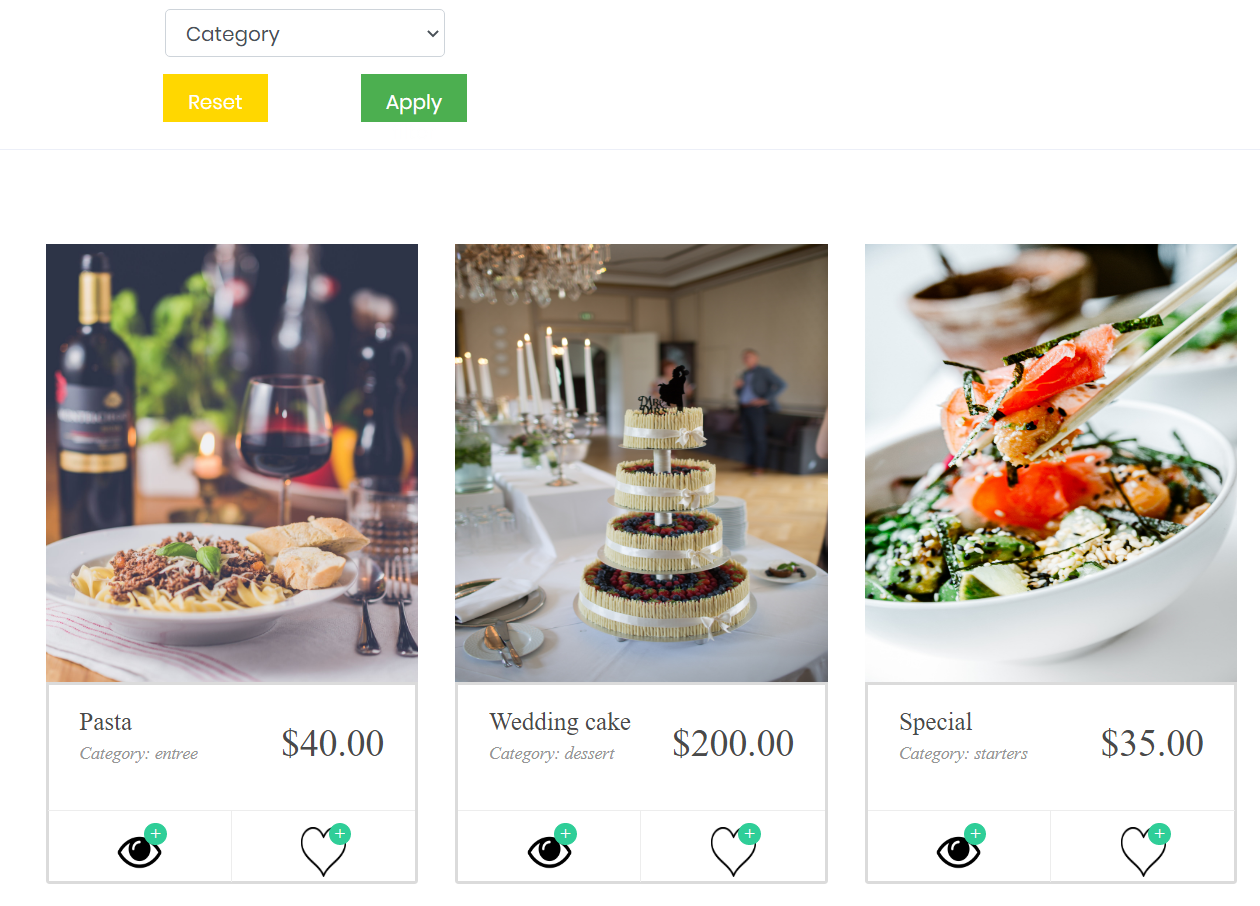 Category
Reset
Apply
Pasta
Category: entree
$40.00
Wedding cake
Category: dessert
$200.00
Special
Category: starters
$35.00
+
+
+
+
+
+